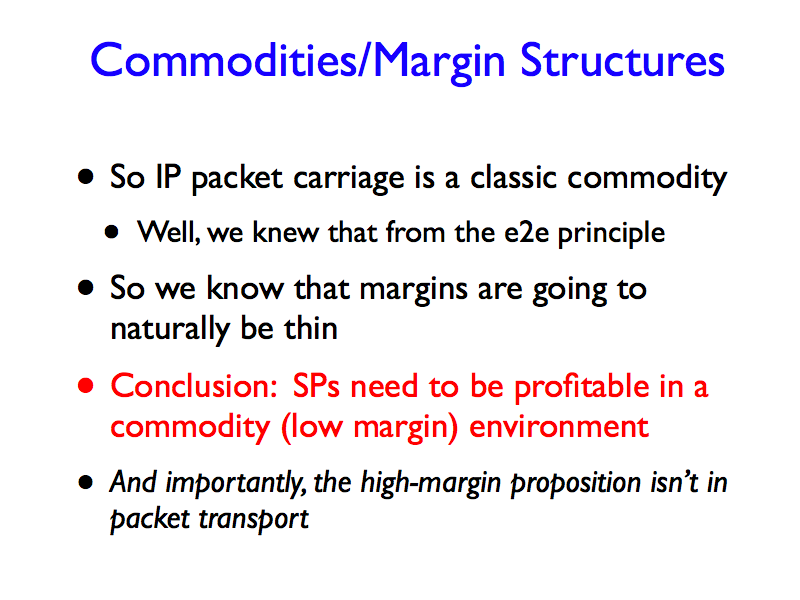 Commodities/Margin Structures
• So IP packet carriage is a classic commodity
• Well, we knew that from the e2e principle
• So we know that margins are going to
naturally be thin
• Conclusion:  SPs need to be profitable in a
commodity (low margin) environment
• And importantly, the high-margin proposition isn’t in
packet transport